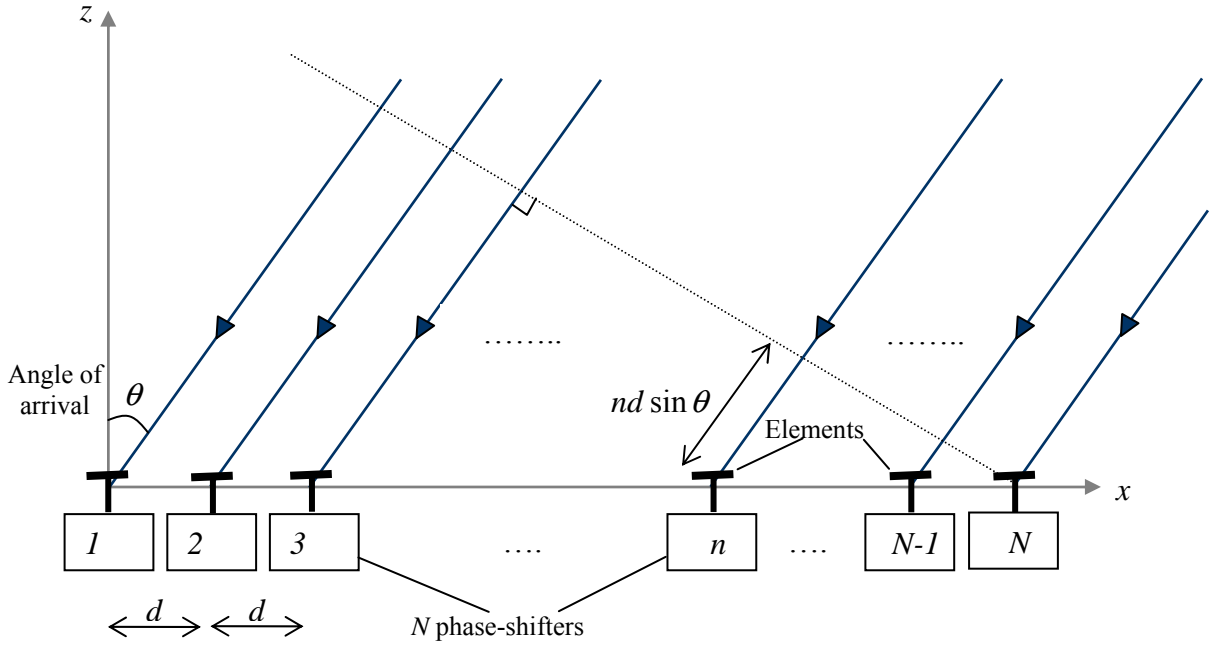 z
Angle of
arrival
θ
nd sin θ
Elements
x
1
2
3
n
N-1
N
........
........
....
....
d
d
N phase-shifters